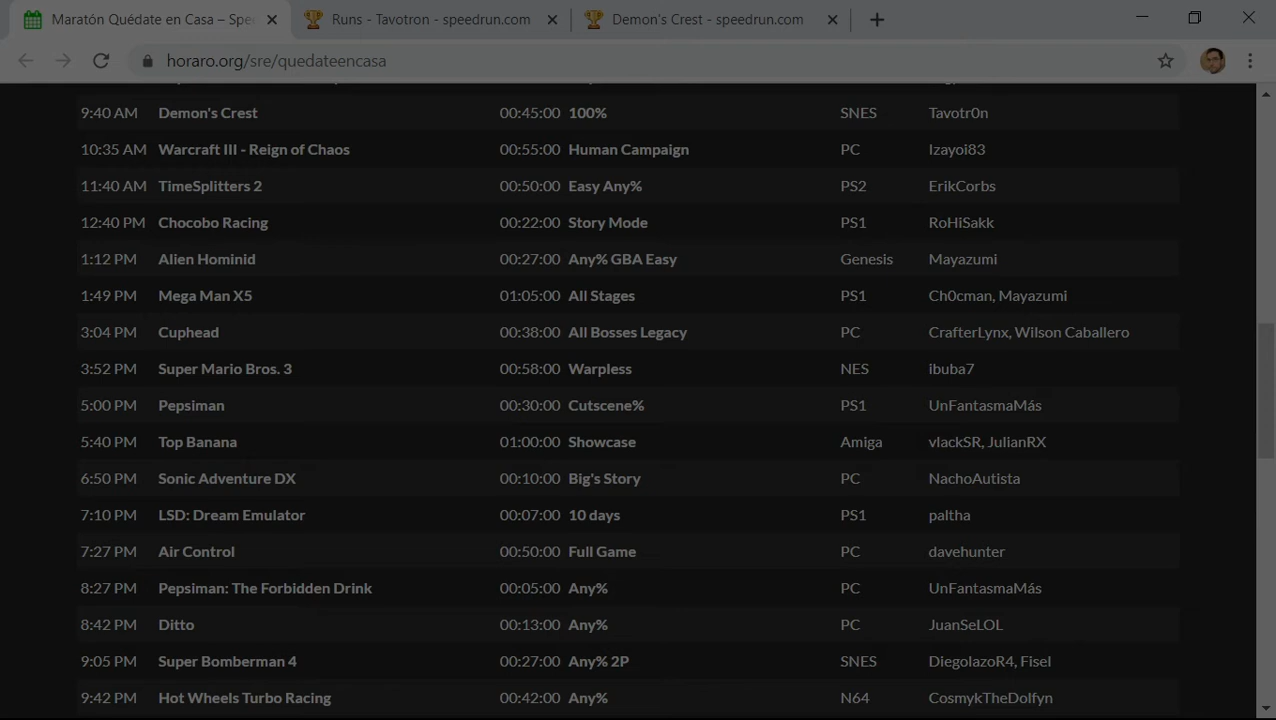 Maratón Quédate en Casa – Spe
Runs - Tavotron - speedrun.com
Demon's Crest - speedrun.com
horaro.org/sre/quedateencasa
9:40 AM Demon's Crest 00:45:00 100% SNES Tavotr0n
10:35 AM Warcraft III - Reign of Chaos 00:55:00 Human Campaign PC Izayoi83
11:40 AM TimeSplitters 2 00:50:00 Easy Any% PS2 ErikCorbs
12:40 PM Chocobo Racing 00:22:00 Story Mode PS1 RoHiSakk
1:12 PM Alien Hominid 00:27:00 Any% GBA Easy Genesis Mayazumi
1:49 PM Mega Man X5 01:05:00 All Stages PS1 Ch0cman, Mayazumi
3:04 PM Cuphead 00:38:00 All Bosses Legacy PC CrafterLynx, Wilson Caballero
3:52 PM Super Mario Bros. 3 00:58:00 Warpless NES ibuba7
5:00 PM Pepsiman 00:30:00 Cutscene% PS1 UnFantasmaMás
5:40 PM Top Banana 01:00:00 Showcase Amiga vlackSR, JulianRX
6:50 PM Sonic Adventure DX 00:10:00 Big's Story PC NachoAutista
7:10 PM LSD: Dream Emulator 00:07:00 10 days PS1 paltha
7:27 PM Air Control 00:50:00 Full Game PC davehunter
8:27 PM Pepsiman: The Forbidden Drink 00:05:00 Any% PC UnFantasmaMás
8:42 PM Ditto 00:13:00 Any% PC JuanSeLOL
9:05 PM Super Bomberman 4 00:27:00 Any% 2P SNES DiegolazoR4, Fisel
9:42 PM Hot Wheels Turbo Racing 00:42:00 Any% N64 CosmykTheDolfyn